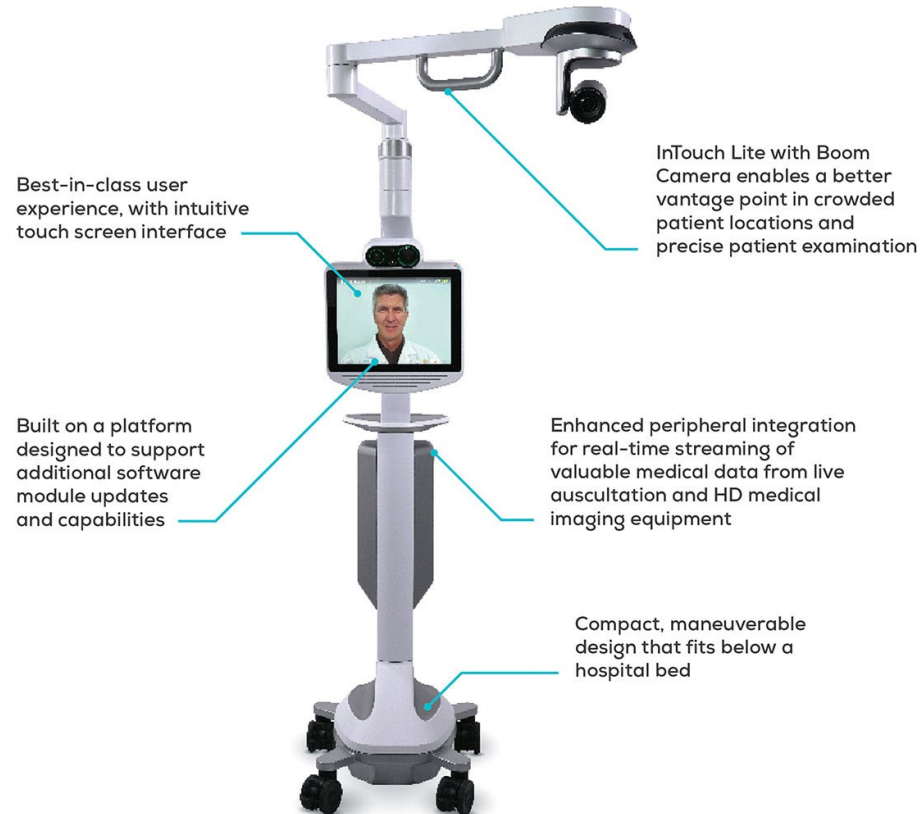 Best-in-class user
experience, with intuitive
touch screen interface
InTouch Lite with Boom
Camera enables a better
vantage point in crowded
patient locations and
precise patient examination
Built on a platform
designed to support
additional software
module updates
and capabilities
Enhanced peripheral integration
for real-time streaming of
valuable medical data from live
auscultation and HD medical
imaging equipment
Compact, maneuverable
design that fits below a
hospital bed